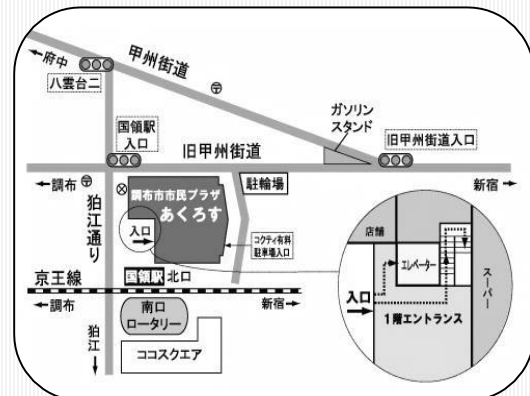 ←府中
甲州街道
八雲台二
〒
ガソリン
スタンド
国領駅
入口
旧甲州街道
旧甲州街道入口
←調布
〒
新宿→
狛江通り
調布市市民プラザ
あくろす
駐輪場
入口
コクティ有料
駐車場入口
京王線
国領駅 北口
←調布
新宿→
狛江
南口
ロータリー
ココスクエア
店舗
エレベーター
スーパー
入口
1階エントランス